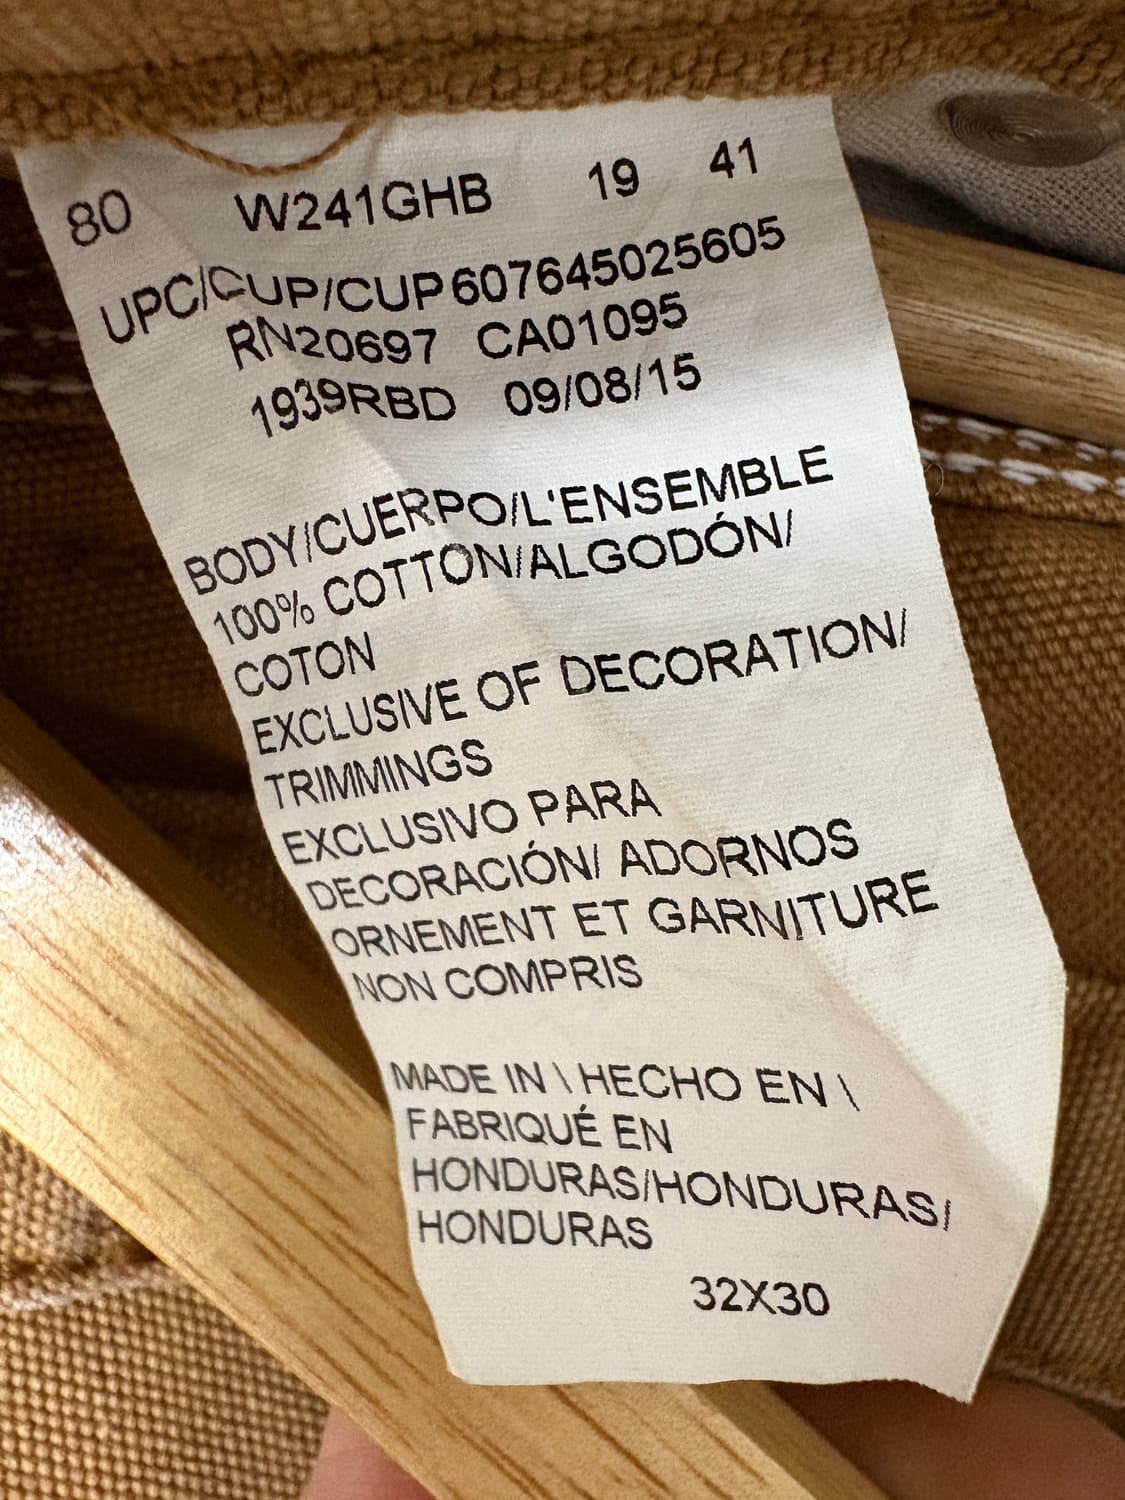 80 W241GHB 19 41
UPC/CUP/CUP 607645025605
RN20697 CA01095
1939RBD 09/08/15
BODY/CUERPO/L'ENSEMBLE
100% COTTON/ALGODÓN/
COTON
EXCLUSIVE OF DECORATION/
TRIMMINGS
EXCLUSIVO PARA
DECORACIÓN/ ADORNOS
ORNEMENT ET GARNITURE
NON COMPRIS
MADE IN \ HECHO EN \
FABRIQUÉ EN
HONDURAS/HONDURAS/
HONDURAS
32X30